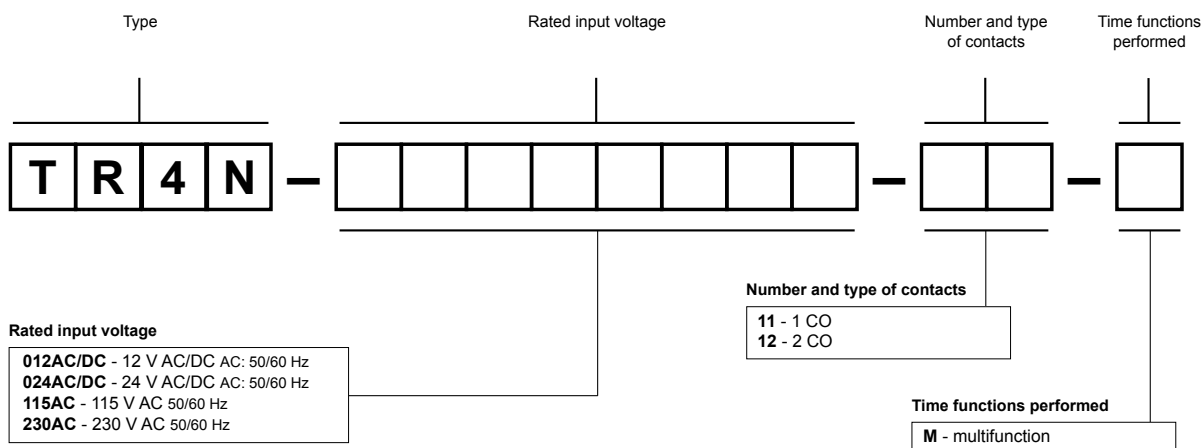 Type
Rated input voltage
Number and type
of contacts
Time functions
performed
T R 4 N – – –
Number and type of contacts
11 - 1 CO
12 - 2 CO
Rated input voltage
012AC/DC - 12 V AC/DC AC: 50/60 Hz
024AC/DC - 24 V AC/DC AC: 50/60 Hz
115AC - 115 V AC 50/60 Hz
230AC - 230 V AC 50/60 Hz
Time functions performed
M - multifunction